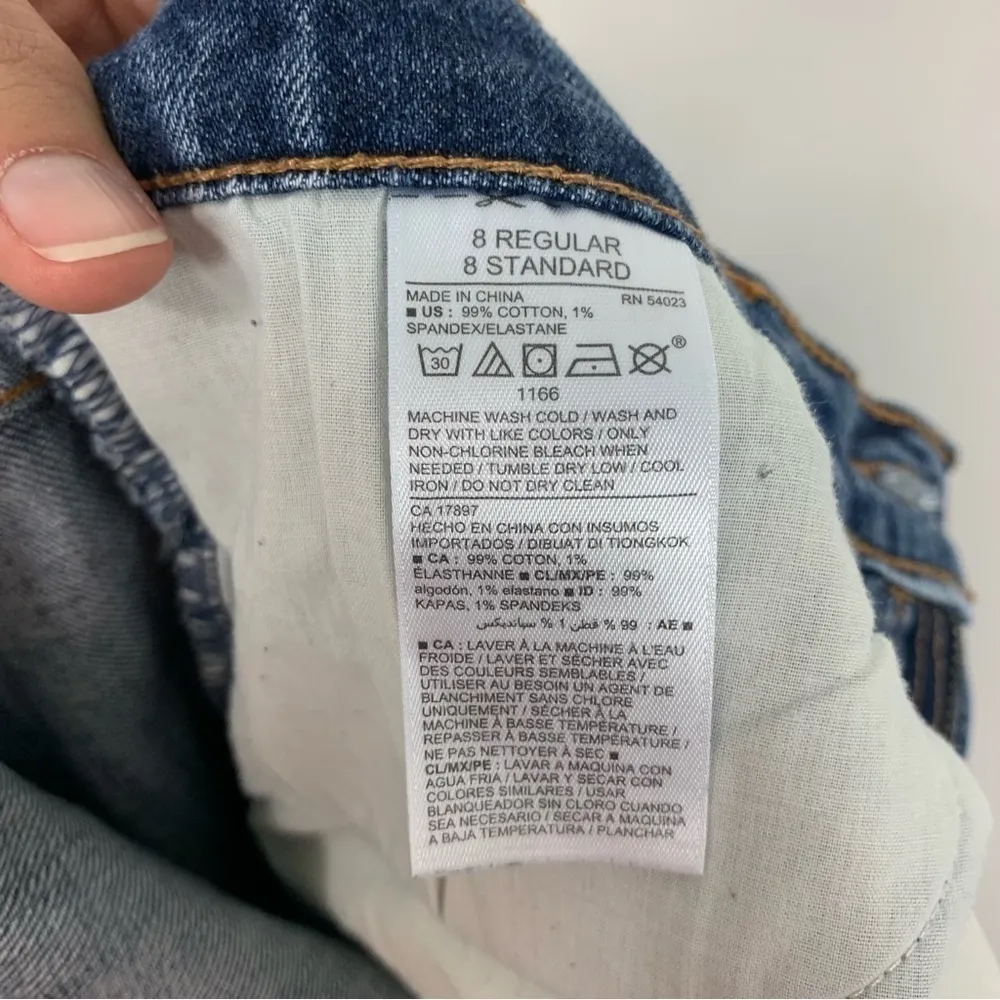 8 REGULAR
8 STANDARD
MADE IN CHINA RN 54023
■ US : 99% COTTON, 1%
SPANDEX/ELASTANE
30 ®
1166
MACHINE WASH COLD / WASH AND
DRY WITH LIKE COLORS / ONLY
NON-CHLORINE BLEACH WHEN
NEEDED / TUMBLE DRY LOW / COOL
IRON / DO NOT DRY CLEAN
CA 17897
HECHO EN CHINA CON INSUMOS
IMPORTADOS / DIBUAT DI TIONGKOK
■ CA : 99% COTON, 1%
ÉLASTHANNE ■ CL/MX/PE : 99%
algodón, 1% elastano ■ ID : 99%
KAPAS, 1% SPANDEKS
■ AE : 99 % قطن 1 % سبانديكس
■ CA : LAVER À LA MACHINE À L'EAU
FROIDE / LAVER ET SÉCHER AVEC
DES COULEURS SEMBLABLES /
UTILISER AU BESOIN UN AGENT DE
BLANCHIMENT SANS CHLORE
UNIQUEMENT / SÉCHER À LA
MACHINE À BASSE TEMPÉRATURE /
REPASSER À BASSE TEMPÉRATURE /
NE PAS NETTOYER À SEC ■
CL/MX/PE : LAVAR A MAQUINA CON
AGUA FRIA / LAVAR Y SECAR CON
COLORES SIMILARES / USAR
BLANQUEADOR SIN CLORO CUANDO
SEA NECESARIO / SECAR A MAQUINA
A BAJA TEMPERATURA / PLANCHAR